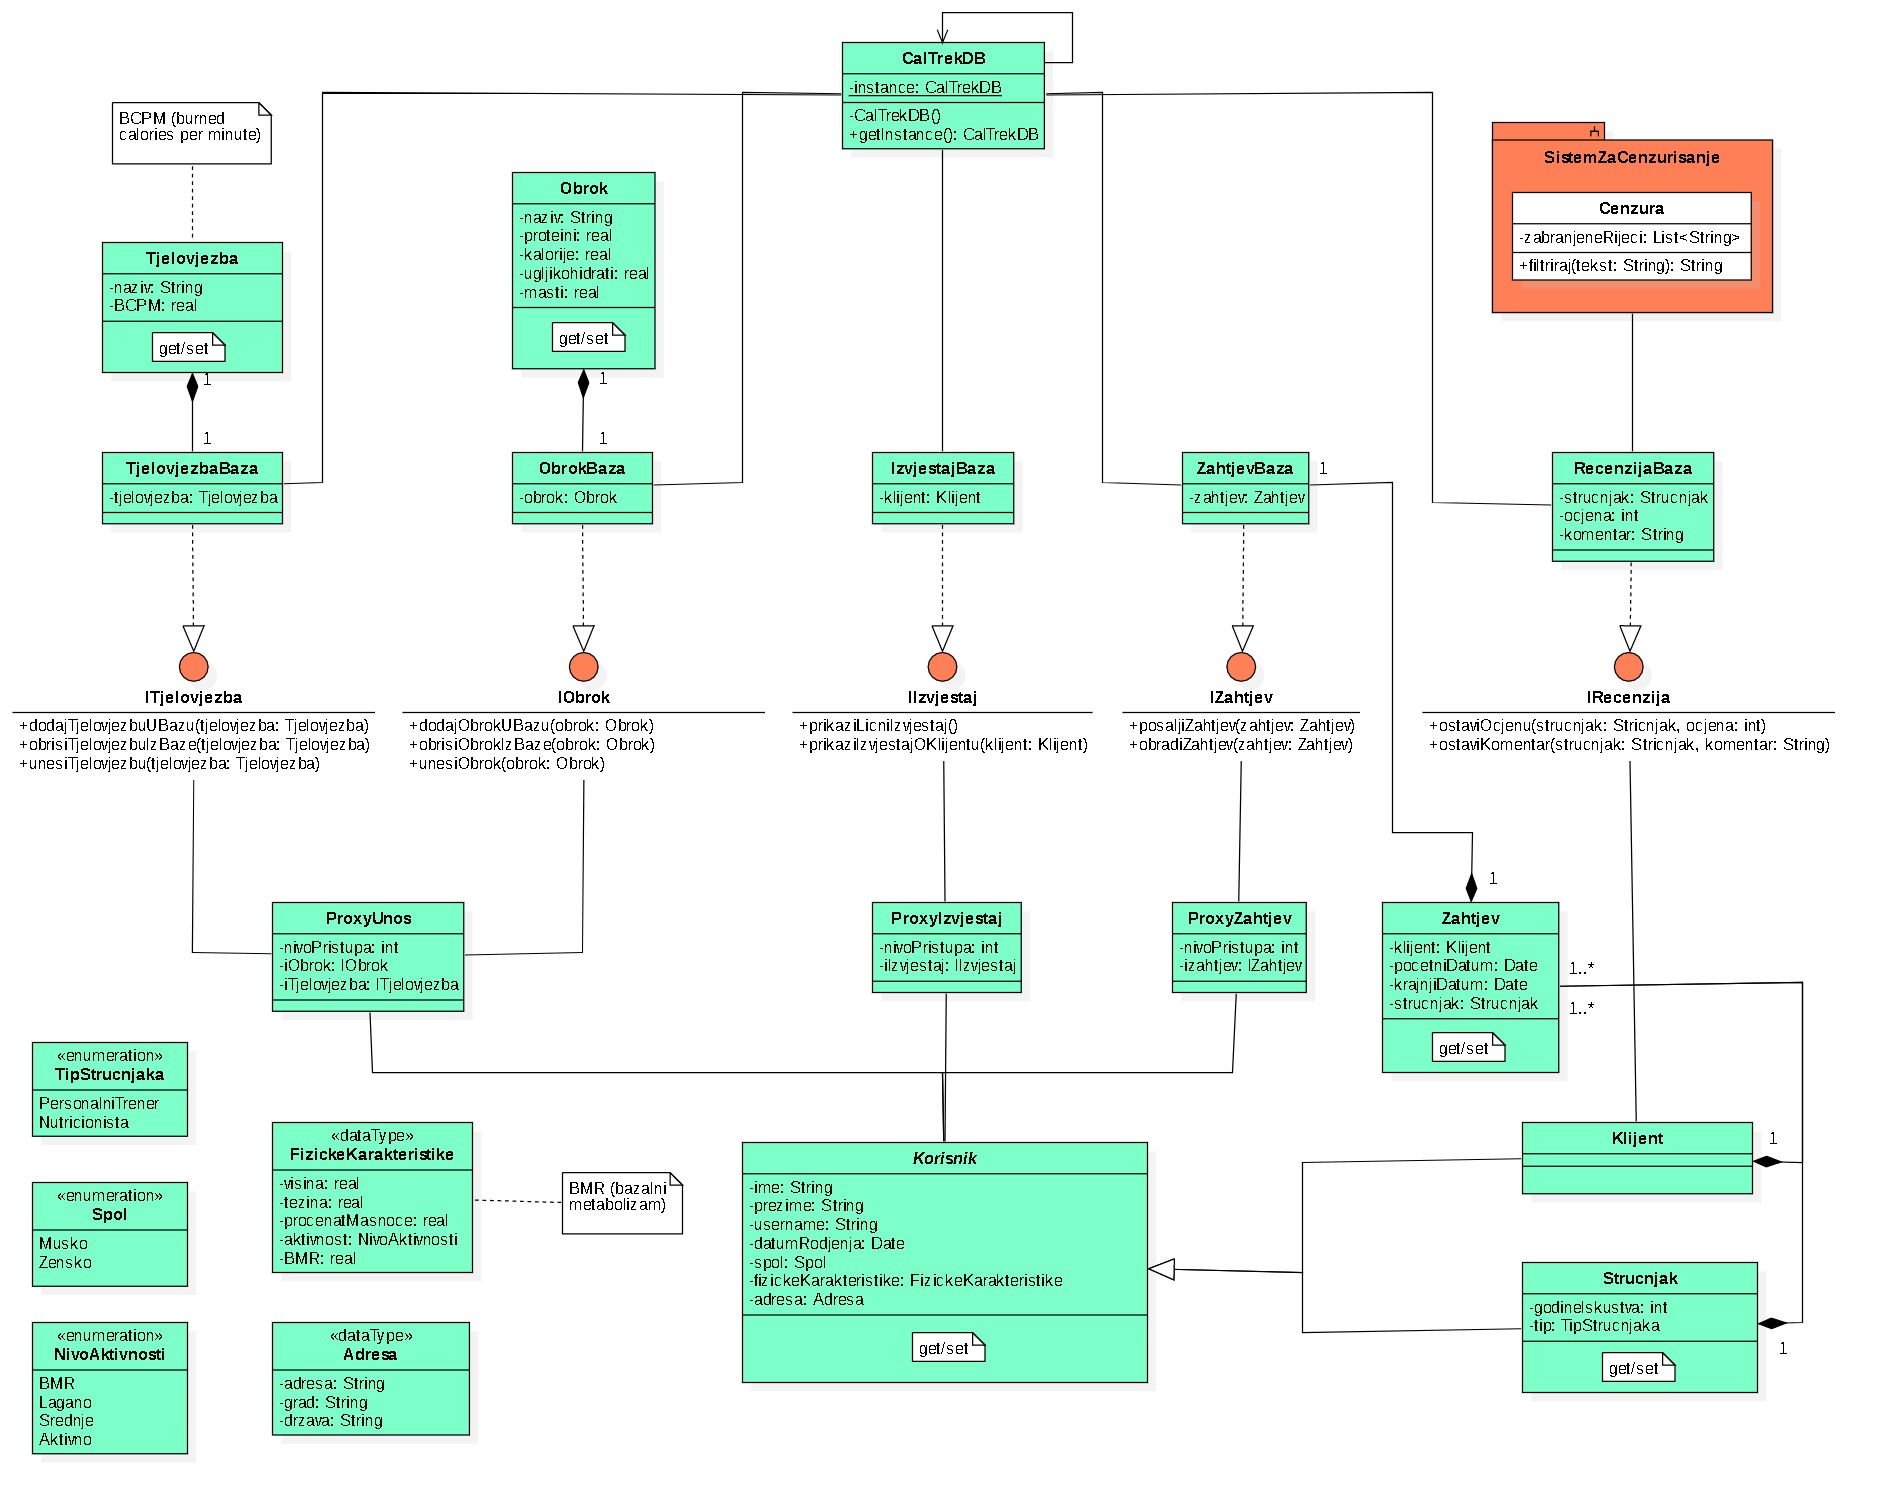 CalTrekDB
-instance: CalTrekDB
-CalTrekDB()
+getInstance(): CalTrekDB
BCPM (burned
calories per minute)
SistemZaCenzurisanje
Cenzura
-zabranjeneRijeci: List<String>
+filtriraj(tekst: String): String
Obrok
-naziv: String
-proteini: real
-kalorije: real
-ugljikohidrati: real
-masti: real
get/set
1
1
Tjelovjezba
-naziv: String
-BCPM: real
get/set
1
1
TjelovjezbaBaza
-tjelovjezba: Tjelovjezba
ObrokBaza
-obrok: Obrok
IzvjestajBaza
-klijent: Klijent
ZahtjevBaza
-zahtjev: Zahtjev
1
RecenzijaBaza
-strucnjak: Strucnjak
-ocjena: int
-komentar: String
ITjelovjezba
+dodajTjelovjezbuUBazu(tjelovjezba: Tjelovjezba)
+obrisiTjelovjezbuIzBaze(tjelovjezba: Tjelovjezba)
+unesiTjelovjezbu(tjelovjezba: Tjelovjezba)
IObrok
+dodajObrokUBazu(obrok: Obrok)
+obrisiObrokIzBaze(obrok: Obrok)
+unesiObrok(obrok: Obrok)
IIzvjestaj
+prikaziLicniIzvjestaj()
+prikaziIzvjestajOKlijentu(klijent: Klijent)
IZahtjev
+posaljiZahtjev(zahtjev: Zahtjev)
+obradiZahtjev(zahtjev: Zahtjev)
IRecenzija
+ostaviOcjenu(strucnjak: Stricnjak, ocjena: int)
+ostaviKomentar(strucnjak: Stricnjak, komentar: String)
ProxyUnos
-nivoPristupa: int
-iObrok: IObrok
-iTjelovjezba: ITjelovjezba
ProxyIzvjestaj
-nivoPristupa: int
-iIzvjestaj: IIzvjestaj
ProxyZahtjev
-nivoPristupa: int
-izahtjev: IZahtjev
1
Zahtjev
-klijent: Klijent
-pocetniDatum: Date
-krajnjiDatum: Date
-strucnjak: Strucnjak
get/set
1..*
1..*
«enumeration»
TipStrucnjaka
PersonalniTrener
Nutricionista
«dataType»
FizickeKarakteristike
-visina: real
-tezina: real
-procenatMasnoce: real
-aktivnost: NivoAktivnosti
-BMR: real
BMR (bazalni
metabolizam)
Korisnik
-ime: String
-prezime: String
-username: String
-datumRodjenja: Date
-spol: Spol
-fizickeKarakteristike: FizickeKarakteristike
-adresa: Adresa
get/set
Klijent
1
«enumeration»
Spol
Musko
Zensko
Strucnjak
-godineIskustva: int
-tip: TipStrucnjaka
get/set
1
«enumeration»
NivoAktivnosti
BMR
Lagano
Srednje
Aktivno
«dataType»
Adresa
-adresa: String
-grad: String
-drzava: String